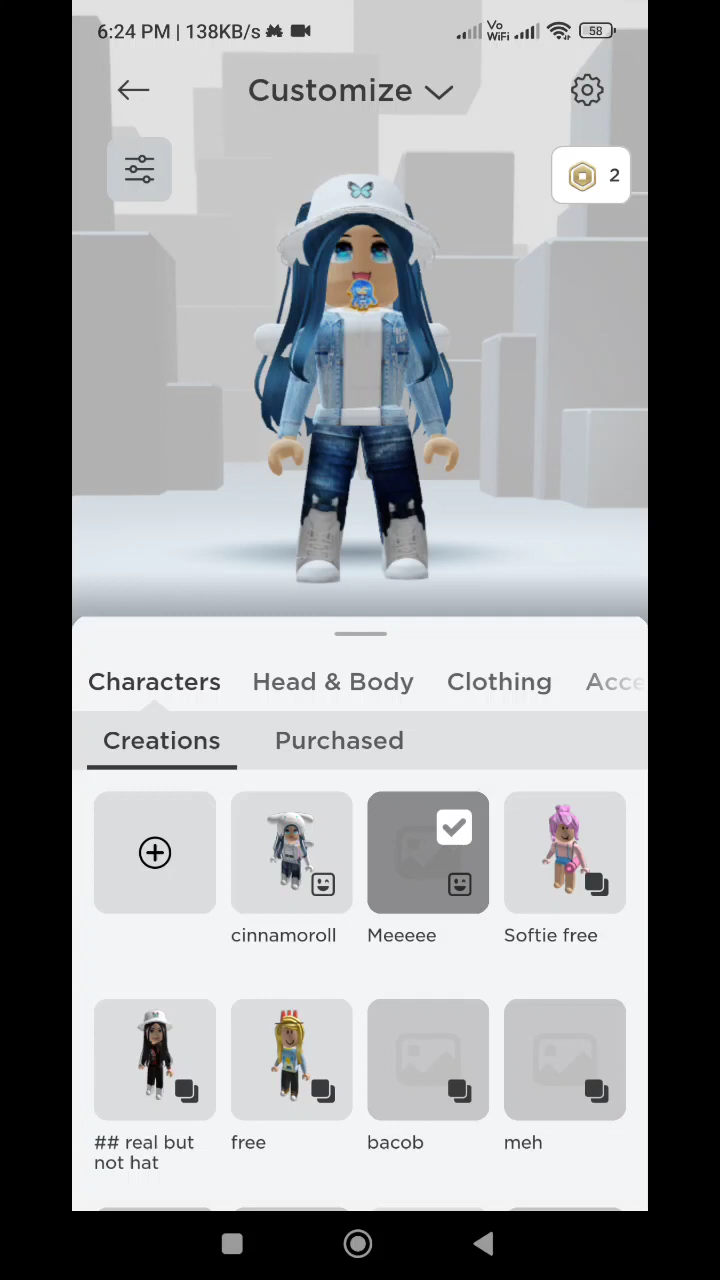 6:24 PM | 138KB/s
Vo
WiFi
58
Customize
2
Characters
Head & Body
Clothing
Acce
Creations
Purchased
cinnamoroll
Meeeee
Softie free
## real but
not hat
free
bacob
meh